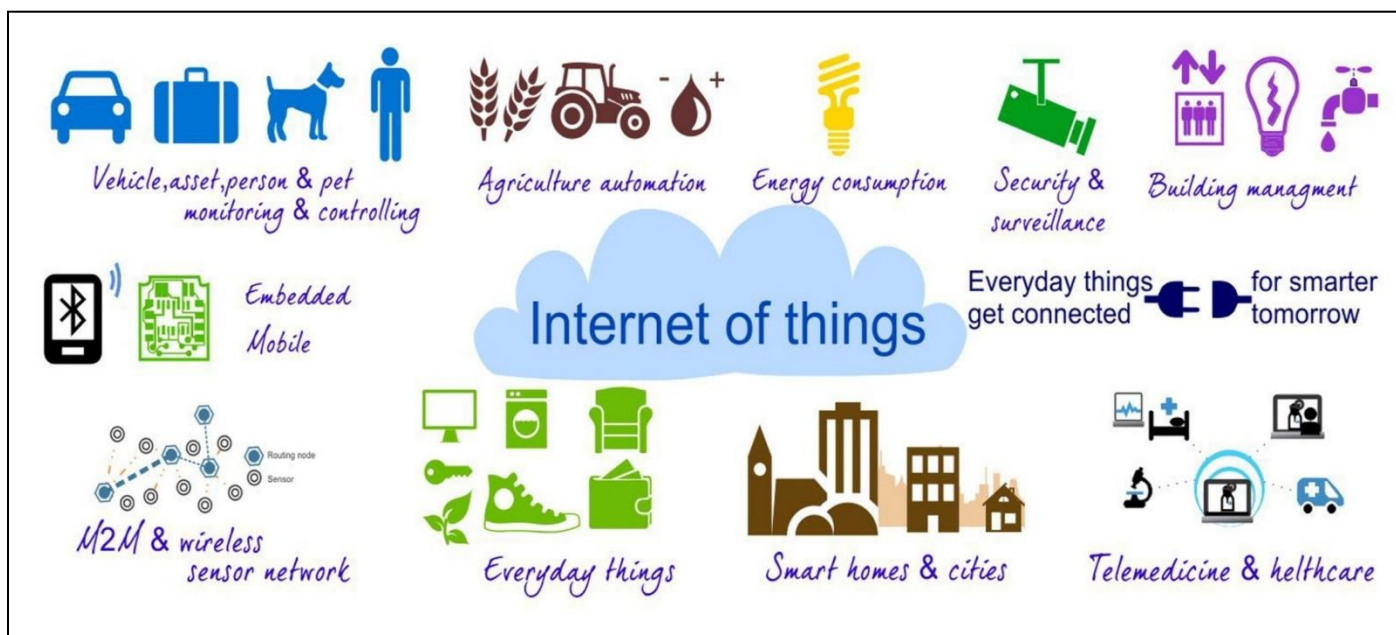 - +
Vehicle,asset,person & pet
monitoring & controlling
Agriculture automation
Energy consumption
Security &
surveillance
Building managment
Embedded
Mobile
Internet of things
Everyday things
get connected
for smarter
tomorrow
Routing node
Sensor
M2M & wireless
sensor network
Everyday things
Smart homes & cities
Telemedicine & helthcare